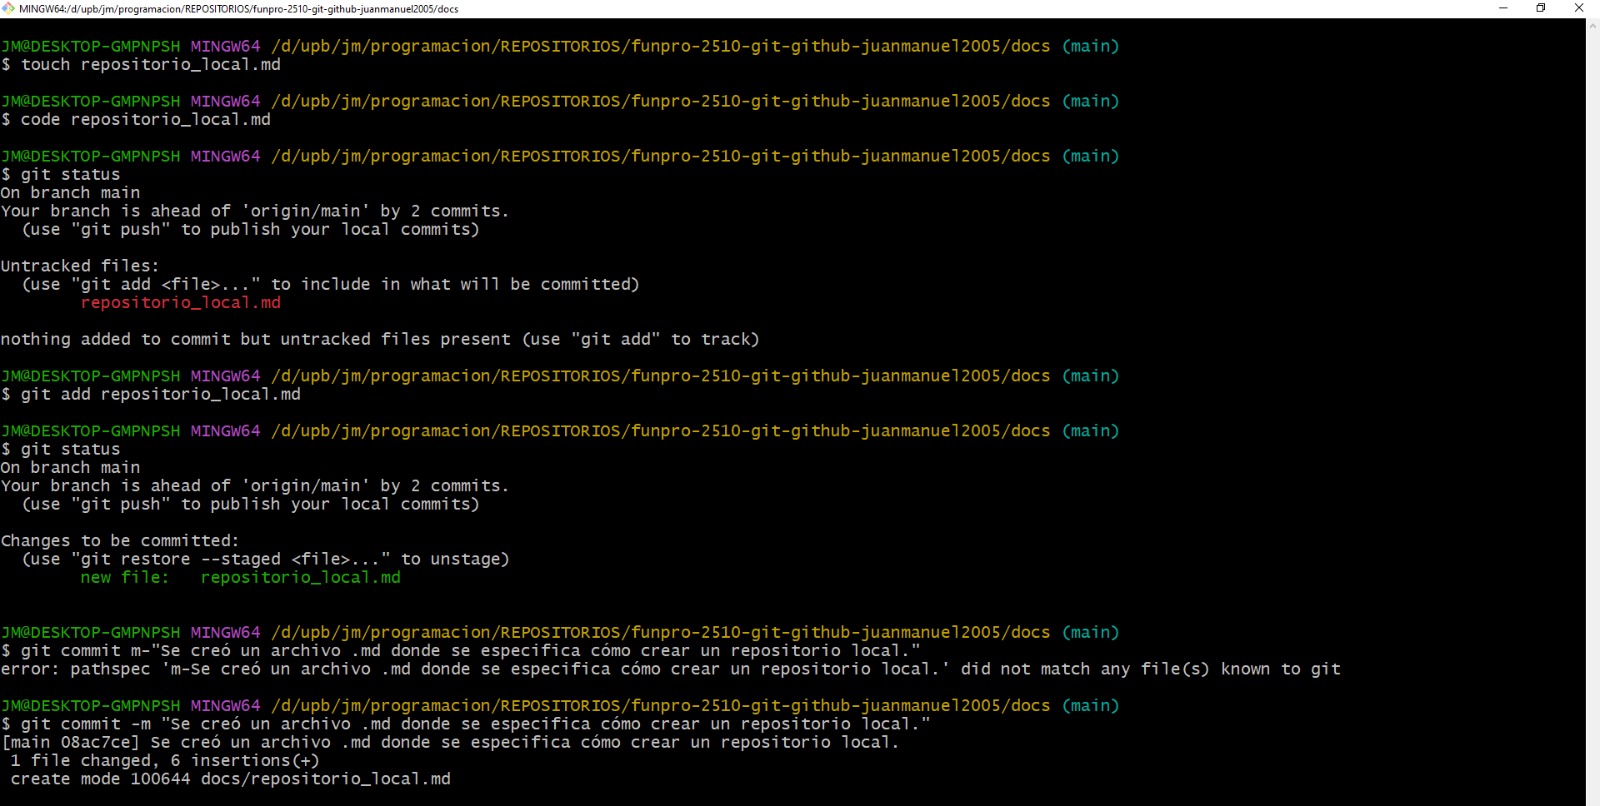 MINGW64:/d/upb/jm/programacion/REPOSITORIOS/funpro-2510-git-github-juanmanuel2005/docs
JM@DESKTOP-GMPNPSH MINGW64 /d/upb/jm/programacion/REPOSITORIOS/funpro-2510-git-github-juanmanuel2005/docs (main)
$ touch repositorio_local.md
JM@DESKTOP-GMPNPSH MINGW64 /d/upb/jm/programacion/REPOSITORIOS/funpro-2510-git-github-juanmanuel2005/docs (main)
$ code repositorio_local.md
JM@DESKTOP-GMPNPSH MINGW64 /d/upb/jm/programacion/REPOSITORIOS/funpro-2510-git-github-juanmanuel2005/docs (main)
$ git status
On branch main
Your branch is ahead of 'origin/main' by 2 commits.
  (use "git push" to publish your local commits)
Untracked files:
  (use "git add <file>..." to include in what will be committed)
        repositorio_local.md
nothing added to commit but untracked files present (use "git add" to track)
JM@DESKTOP-GMPNPSH MINGW64 /d/upb/jm/programacion/REPOSITORIOS/funpro-2510-git-github-juanmanuel2005/docs (main)
$ git add repositorio_local.md
JM@DESKTOP-GMPNPSH MINGW64 /d/upb/jm/programacion/REPOSITORIOS/funpro-2510-git-github-juanmanuel2005/docs (main)
$ git status
On branch main
Your branch is ahead of 'origin/main' by 2 commits.
  (use "git push" to publish your local commits)
Changes to be committed:
  (use "git restore --staged <file>..." to unstage)
        new file:   repositorio_local.md
JM@DESKTOP-GMPNPSH MINGW64 /d/upb/jm/programacion/REPOSITORIOS/funpro-2510-git-github-juanmanuel2005/docs (main)
$ git commit m-"Se creó un archivo .md donde se especifica cómo crear un repositorio local."
error: pathspec 'm-Se creó un archivo .md donde se especifica cómo crear un repositorio local.' did not match any file(s) known to git
JM@DESKTOP-GMPNPSH MINGW64 /d/upb/jm/programacion/REPOSITORIOS/funpro-2510-git-github-juanmanuel2005/docs (main)
$ git commit -m "Se creó un archivo .md donde se especifica cómo crear un repositorio local."
[main 08ac7ce] Se creó un archivo .md donde se especifica cómo crear un repositorio local.
 1 file changed, 6 insertions(+)
 create mode 100644 docs/repositorio_local.md